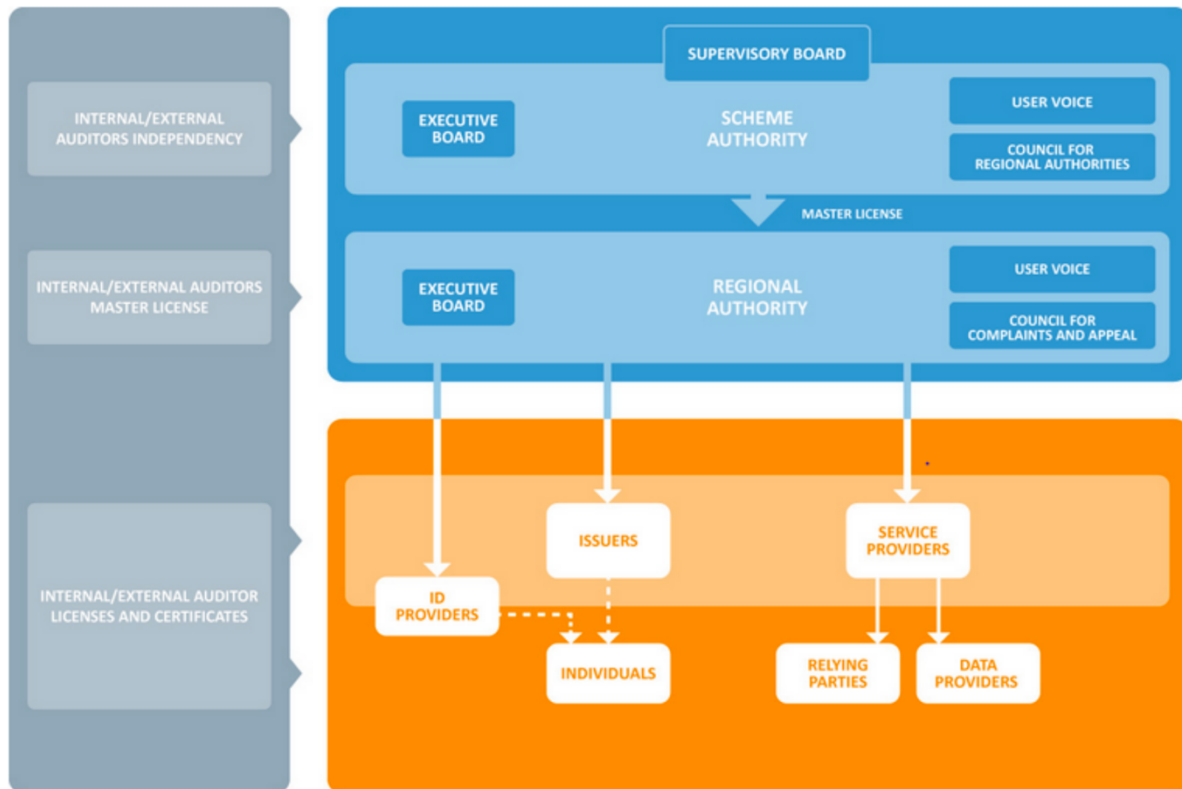 INTERNAL/EXTERNAL
AUDITORS INDEPENDENCY
INTERNAL/EXTERNAL AUDITORS
MASTER LICENSE
INTERNAL/EXTERNAL AUDITOR
LICENSES AND CERTIFICATES
SUPERVISORY BOARD
EXECUTIVE
BOARD
SCHEME
AUTHORITY
USER VOICE
COUNCIL FOR
REGIONAL AUTHORITIES
MASTER LICENSE
EXECUTIVE
BOARD
REGIONAL
AUTHORITY
USER VOICE
COUNCIL FOR
COMPLAINTS AND APPEAL
ISSUERS
SERVICE
PROVIDERS
ID
PROVIDERS
INDIVIDUALS
RELYING
PARTIES
DATA
PROVIDERS